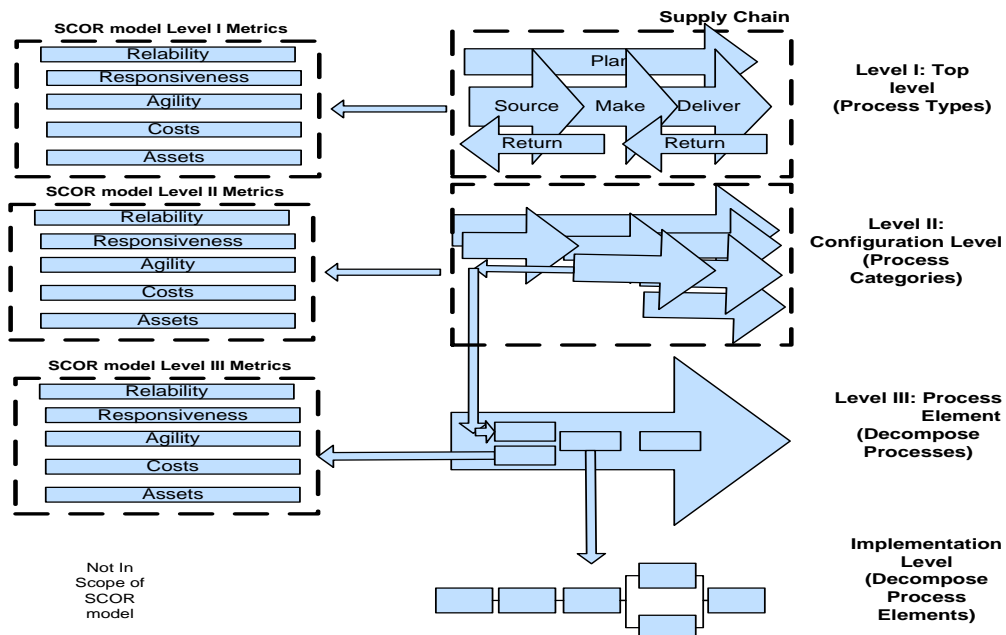 SCOR model Level I Metrics
Relability
Responsiveness
Agility
Costs
Assets
Supply Chain
Plan
Source
Make
Deliver
Return
Return
Level I: Top
level
(Process Types)
SCOR model Level II Metrics
Relability
Responsiveness
Agility
Costs
Assets
Level II:
Configuration Level
(Process
Categories)
SCOR model Level III Metrics
Relability
Responsiveness
Agility
Costs
Assets
Level III: Process
Element
(Decompose
Processes)
Not In
Scope of
SCOR
model
Implementation
Level
(Decompose
Process
Elements)